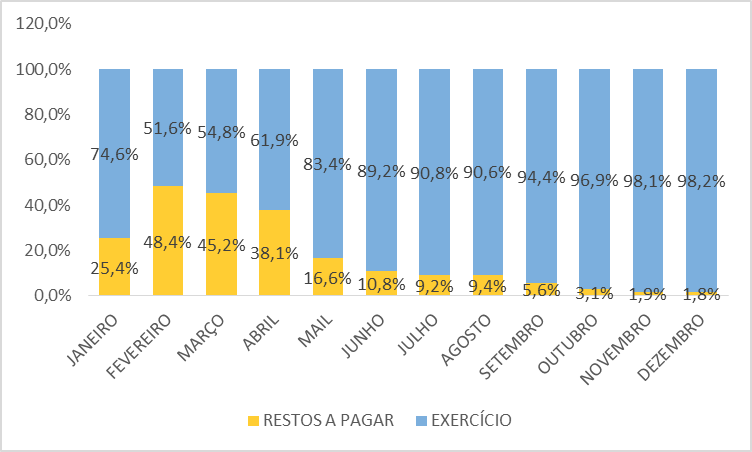 120,0%
100,0%
80,0%
60,0%
40,0%
20,0%
0,0%
74,6% 51,6% 54,8% 61,9% 83,4% 89,2% 90,8% 90,6% 94,4% 96,9% 98,1% 98,2%
25,4% 48,4% 45,2% 38,1% 16,6% 10,8% 9,2% 9,4% 5,6% 3,1% 1,9% 1,8%
JANEIRO FEVEREIRO MARÇO ABRIL MAIL JUNHO JULHO AGOSTO SETEMBRO OUTUBRO NOVEMBRO DEZEMBRO
RESTOS A PAGAR EXERCÍCIO